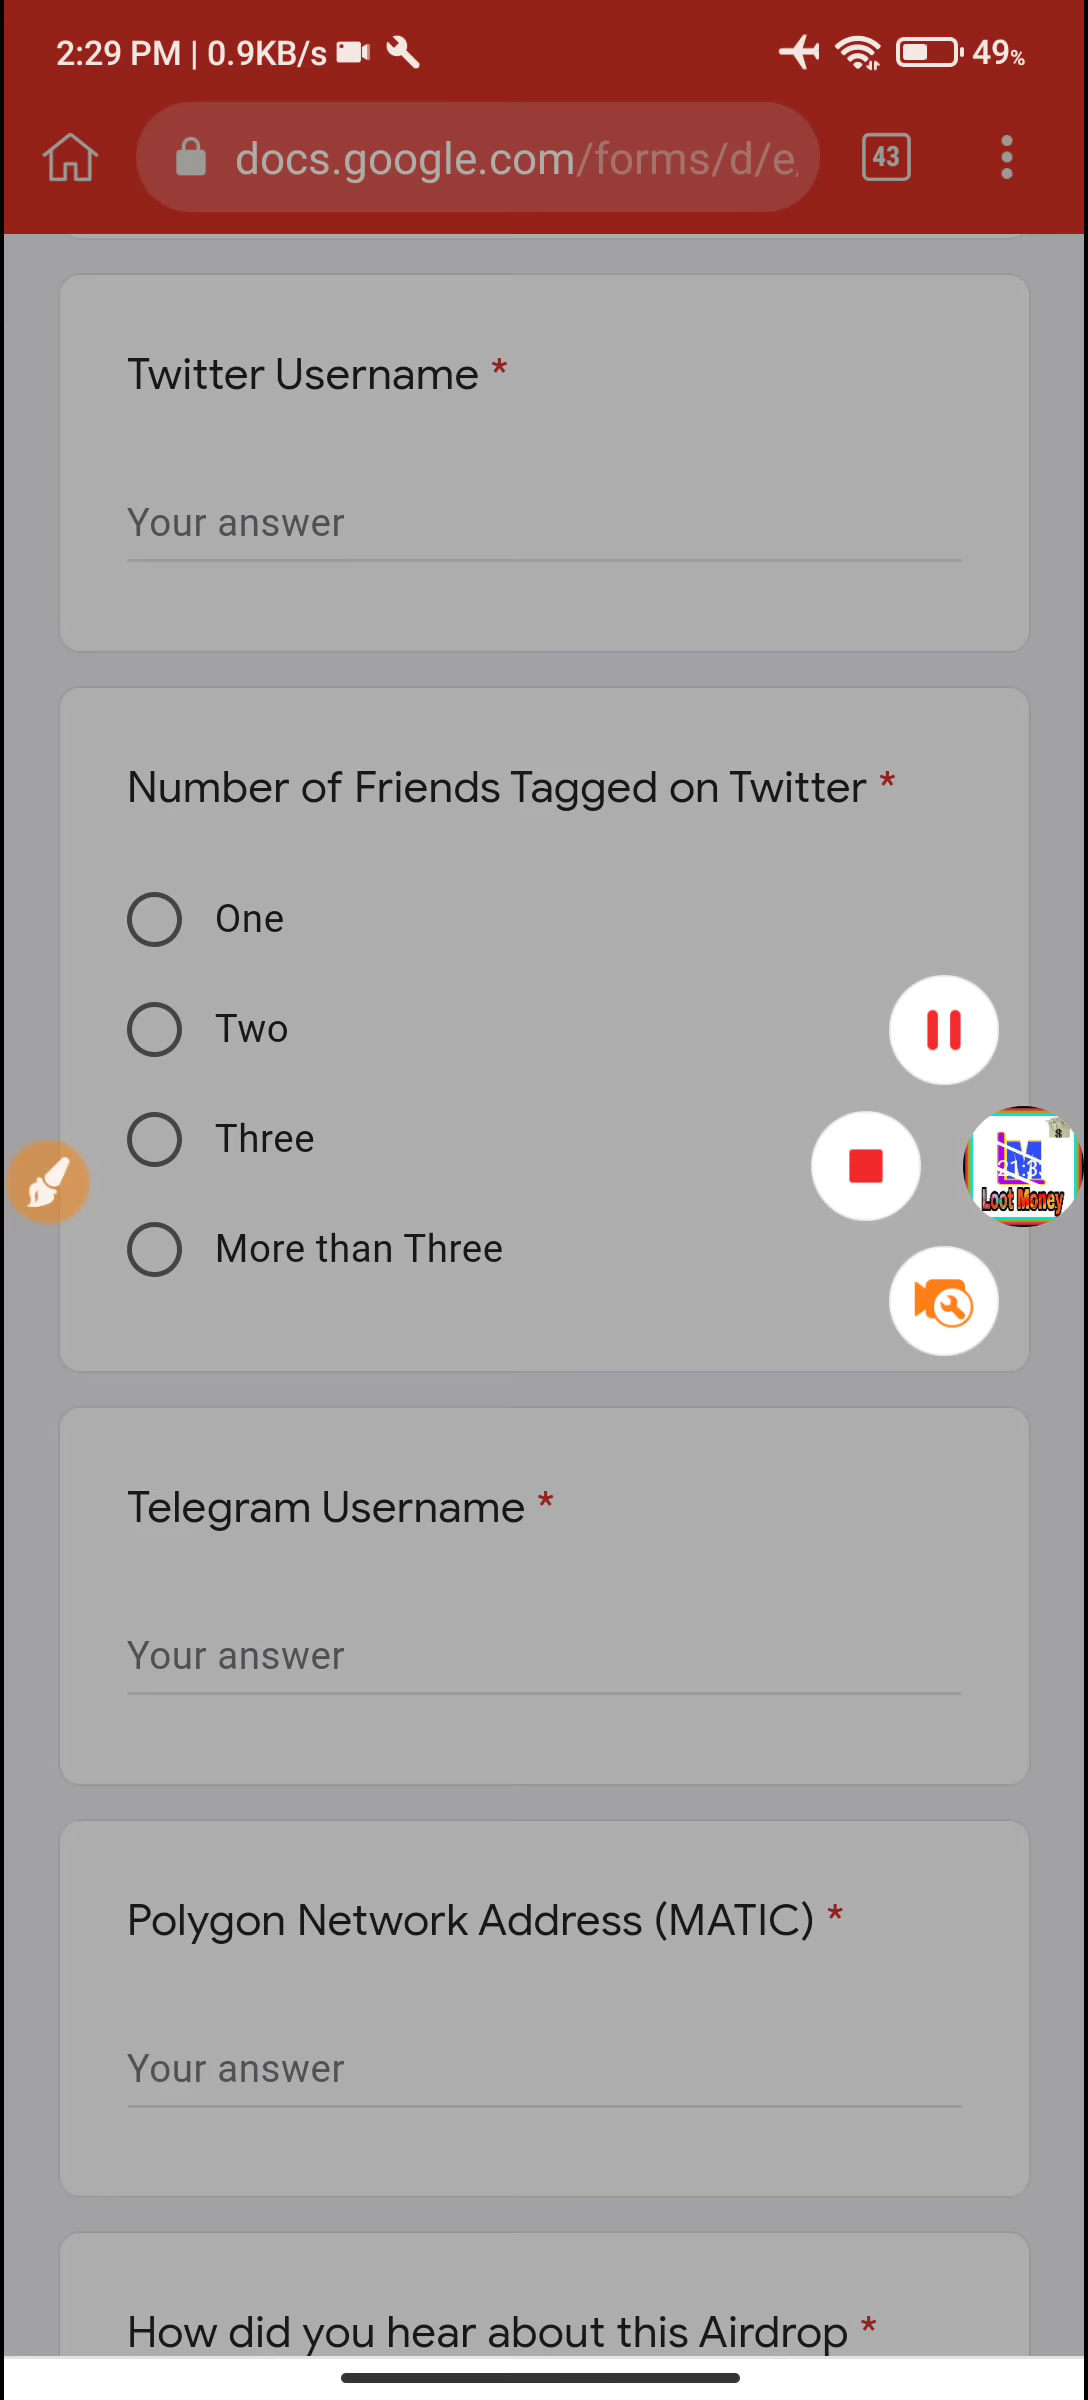 2:29 PM | 0.9KB/s
49%
docs.google.com/forms/d/e
43
Twitter Username *
Your answer
Number of Friends Tagged on Twitter *
One
Two
Three
More than Three
Loot Money
Telegram Username *
Your answer
Polygon Network Address (MATIC) *
Your answer
How did you hear about this Airdrop *